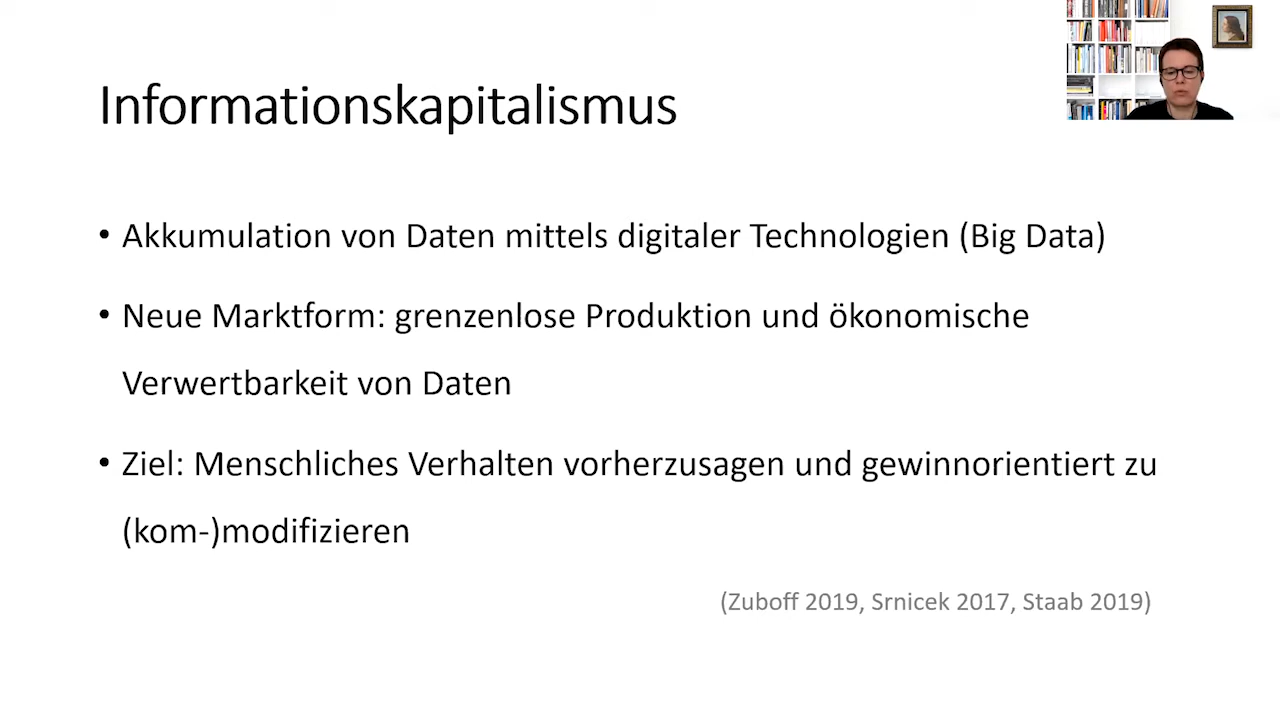 Informationskapitalismus
• Akkumulation von Daten mittels digitaler Technologien (Big Data)
• Neue Marktform: grenzenlose Produktion und ökonomische
Verwertbarkeit von Daten
• Ziel: Menschliches Verhalten vorherzusagen und gewinnorientiert zu
(kom-)modifizieren
(Zuboff 2019, Srnicek 2017, Staab 2019)